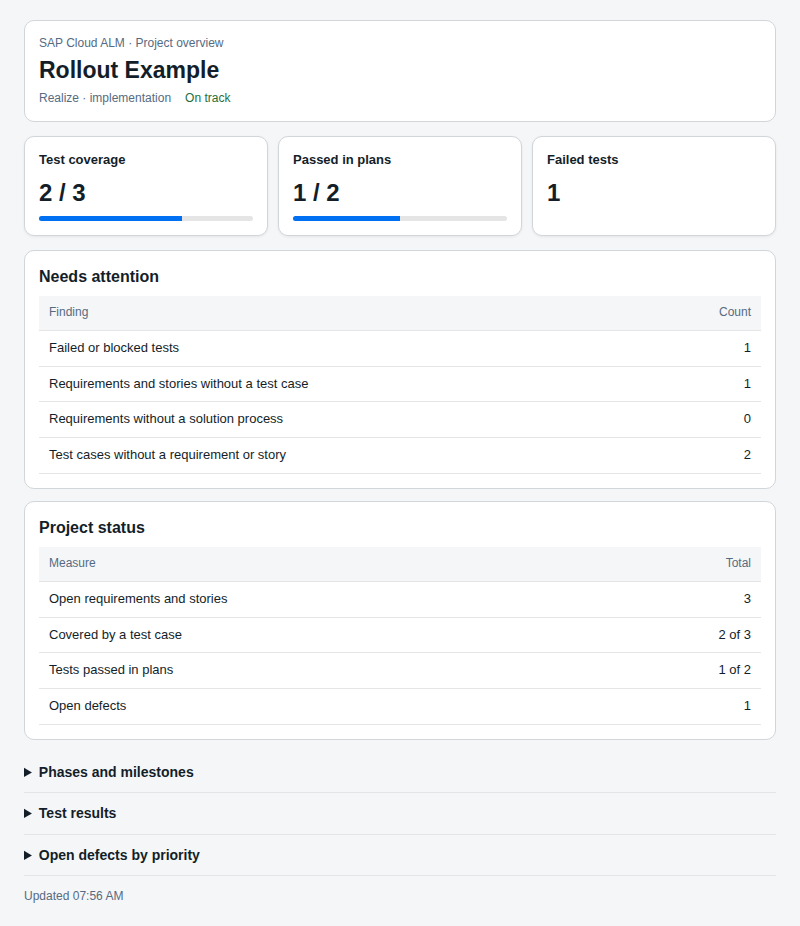 SAP Cloud ALM · Project overview
Rollout Example
Realize · implementation On track
Test coverage
2 / 3
Passed in plans
1 / 2
Failed tests
1
Needs attention
Finding Count
Failed or blocked tests 1
Requirements and stories without a test case 1
Requirements without a solution process 0
Test cases without a requirement or story 2
Project status
Measure Total
Open requirements and stories 3
Covered by a test case 2 of 3
Tests passed in plans 1 of 2
Open defects 1
Phases and milestones
Test results
Open defects by priority
Updated 07:56 AM